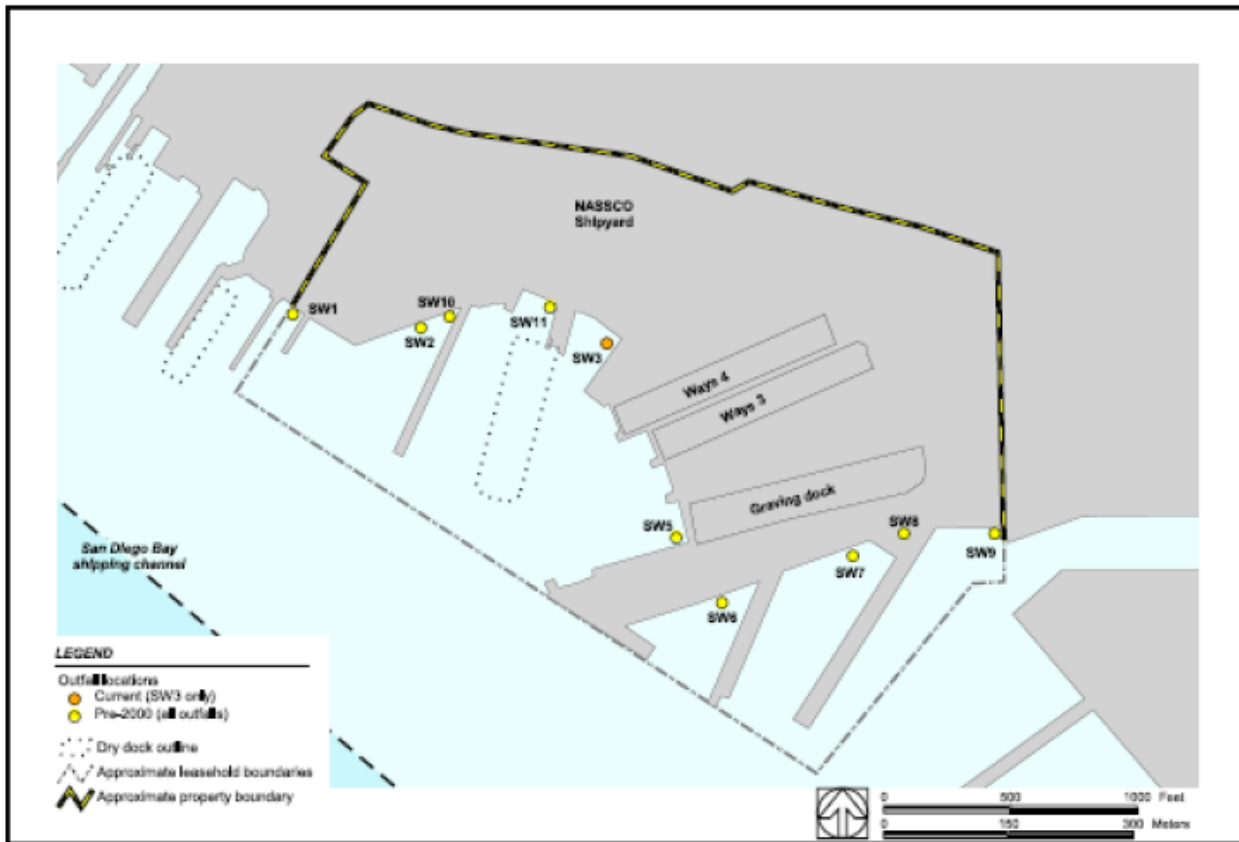 NASSCO
Shipyard
SW1
SW10
SW2
SW11
SW3
Ways 4
Ways 3
Graving dock
SW5
SW8
SW9
SW7
SW6
San Diego Bay
shipping channel
LEGEND
Outfall locations
Current (SW3 only)
Pre-2000 (all outfalls)
Dry dock outline
Approximate leasehold boundaries
Approximate property boundary
0 500 1000 Feet
0 150 300 Meters